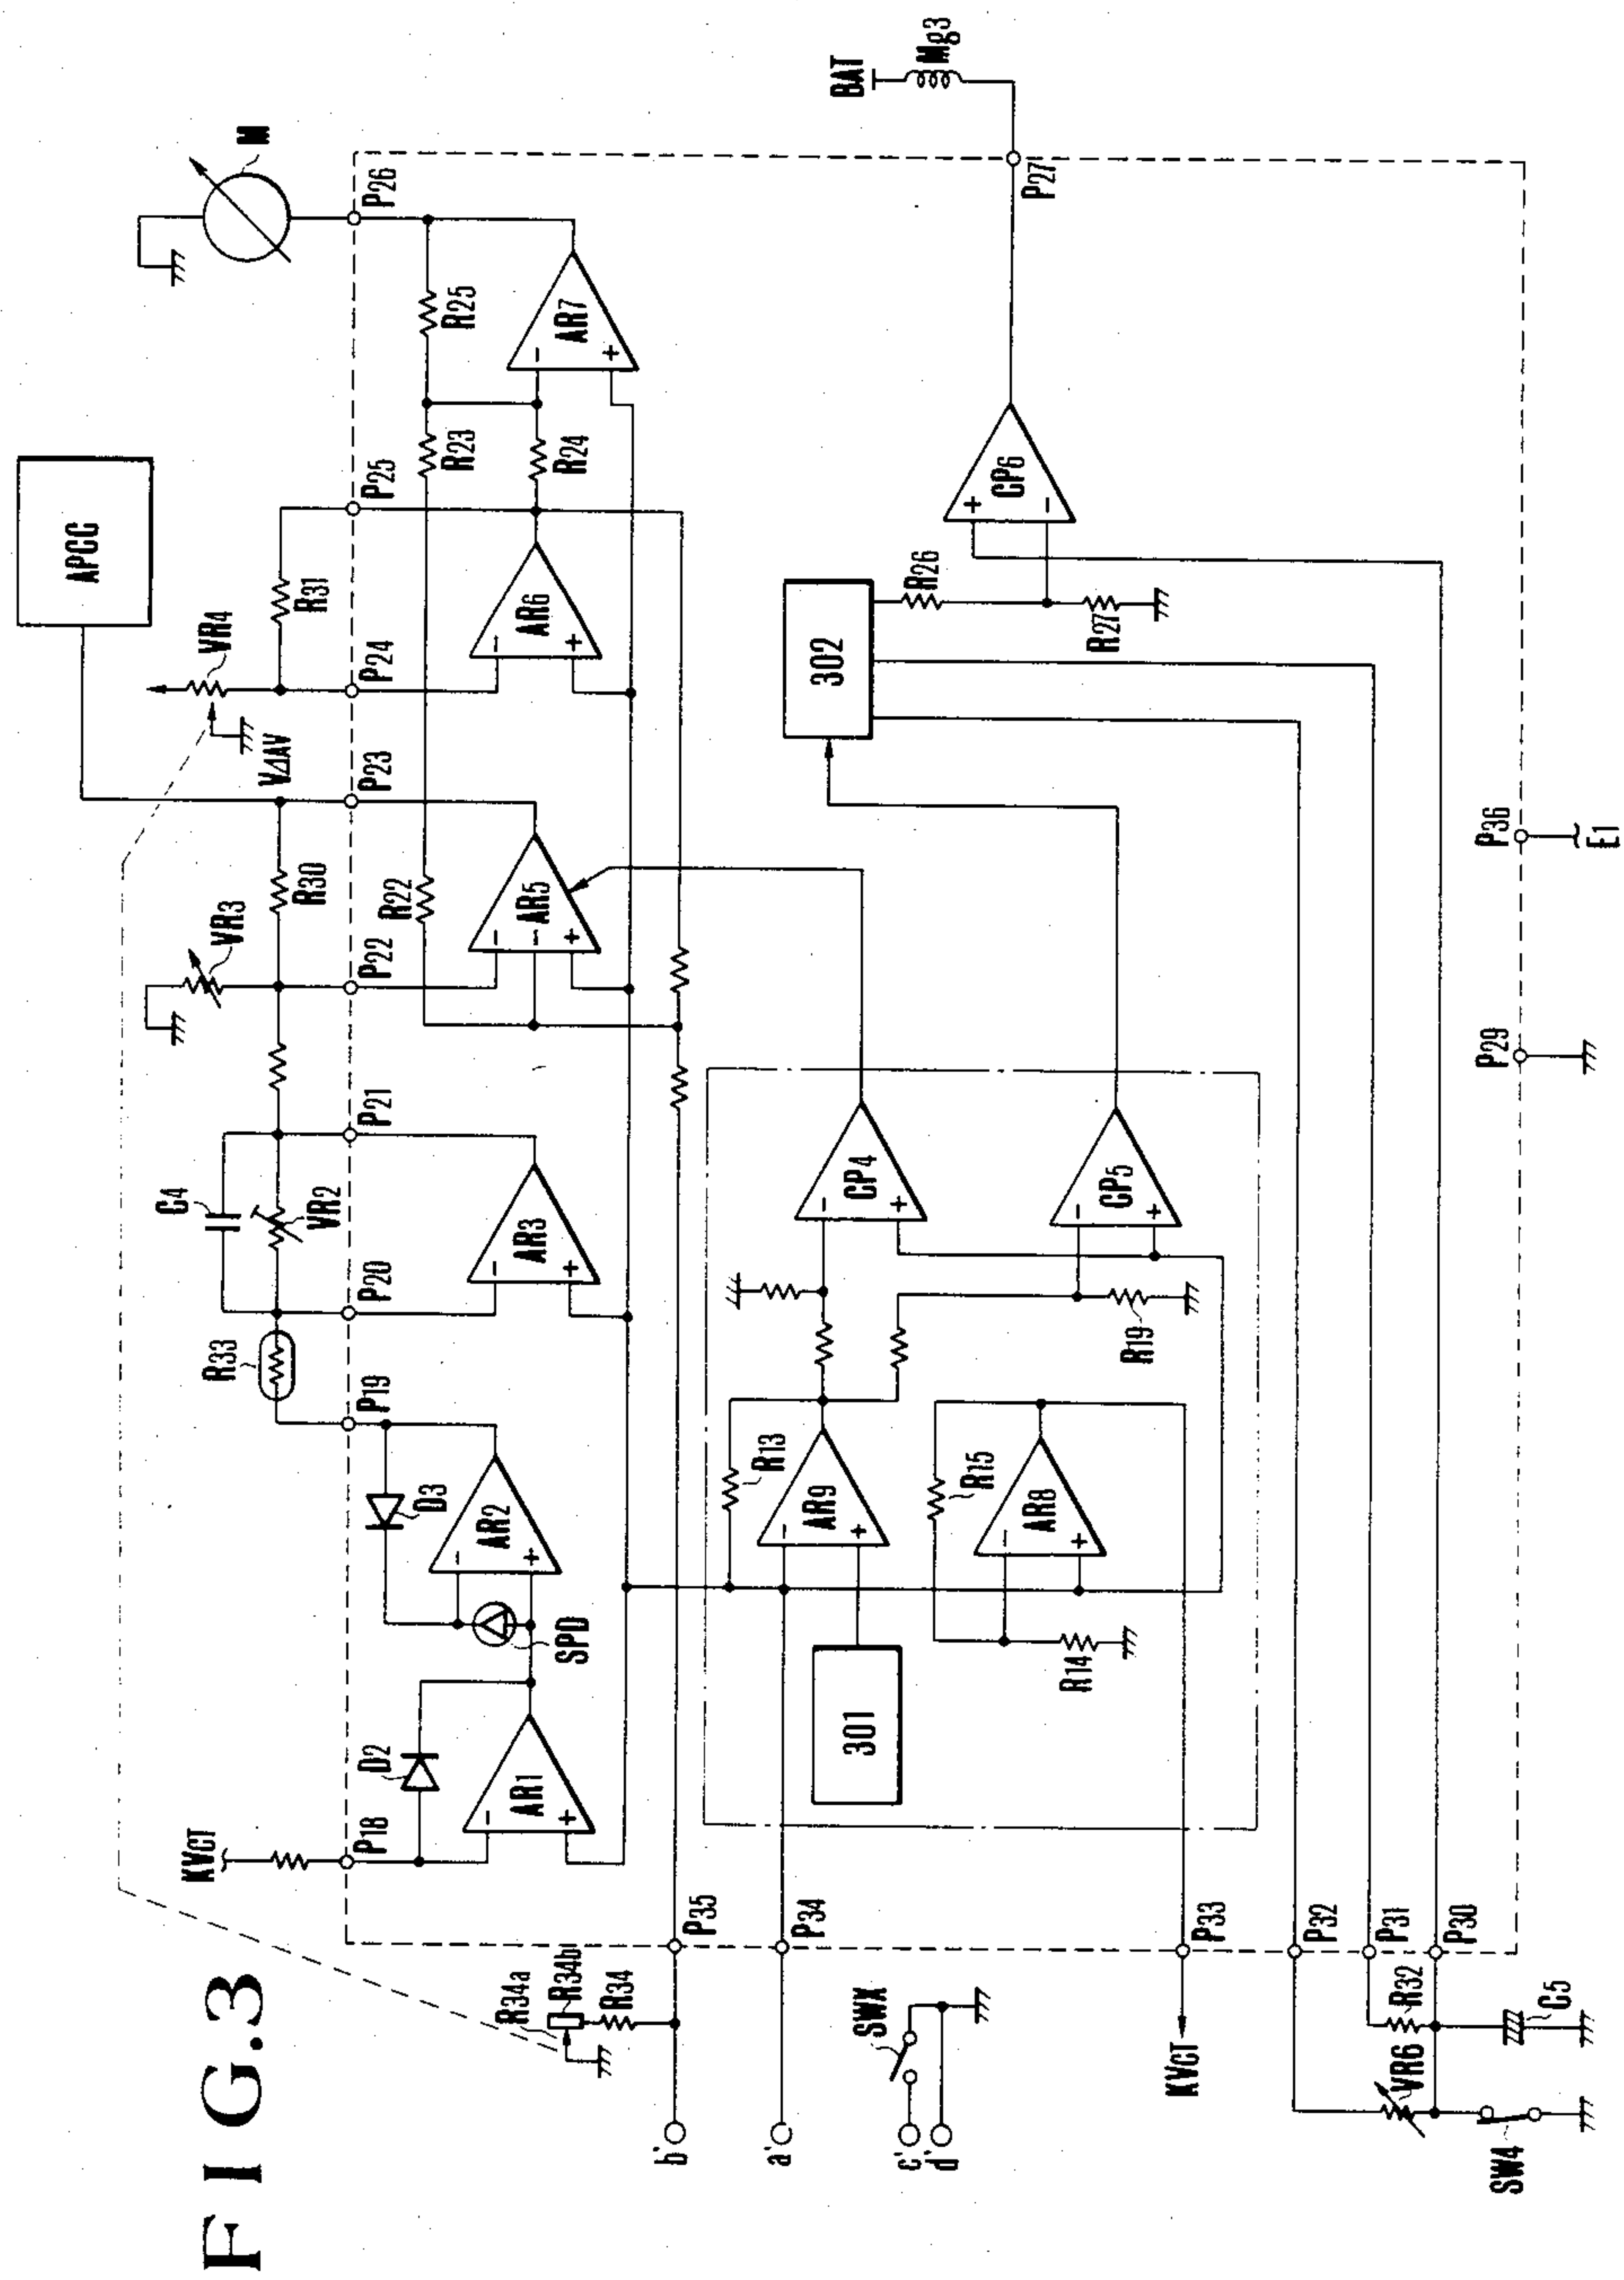 FIG.3
KVCT
P18
D2
AR1
-
+
SPD
D3
AR2
-
+
P19
R33
P20
C4
VR2
P21
AR3
-
+
VR3
P22
R30
R22
AR5
-
-
+
P23
V⊿AV
VR4
P24
R31
AR6
-
+
P25
APCC
R23
R24
R25
AR7
-
+
P26
M
R34a
R34b
R34
b'
P35
a'
P34
c'
d'
SWX
301
AR9
-
+
R13
R14
R15
AR8
-
+
R19
CP4
-
+
CP5
-
+
302
R26
R27
CP6
+
-
P27
BAT
Mg3
KVCT
P33
P32
P31
P30
R32
VR6
SW4
C5
P29
P36
E1